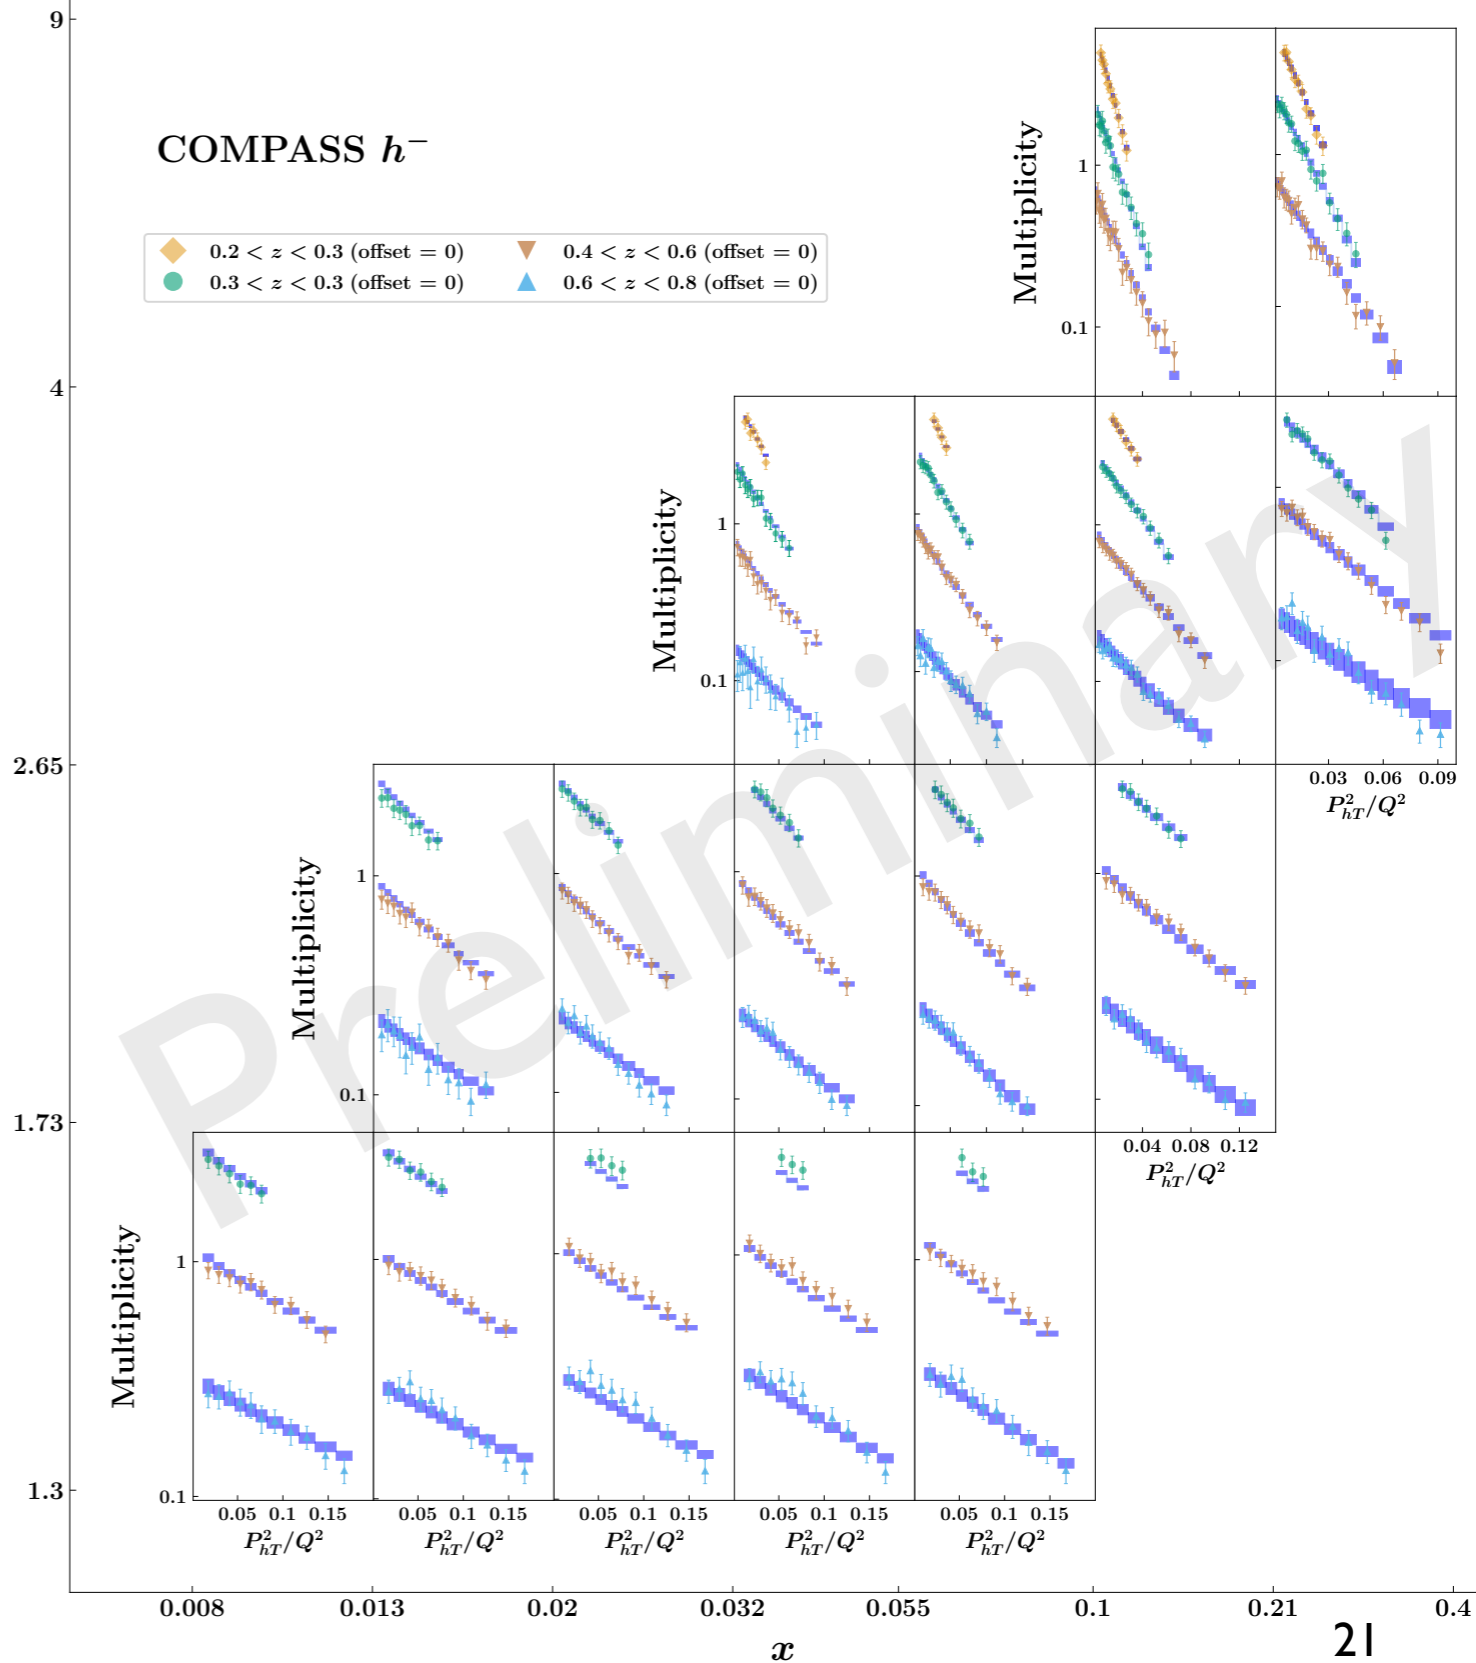 9
COMPASS h⁻
Multiplicity
1
0.2 < z < 0.3 (offset = 0)
0.4 < z < 0.6 (offset = 0)
0.3 < z < 0.3 (offset = 0)
0.6 < z < 0.8 (offset = 0)
0.1
4
Multiplicity
1
0.1
Preliminary
2.65
0.03 0.06 0.09
P²hT/Q²
Multiplicity
1
0.1
1.73
0.04 0.08 0.12
P²hT/Q²
Multiplicity
1
0.1
1.3
0.05 0.1 0.15 0.05 0.1 0.15 0.05 0.1 0.15 0.05 0.1 0.15 0.05 0.1 0.15
P²hT/Q² P²hT/Q² P²hT/Q² P²hT/Q² P²hT/Q²
0.008 0.013 0.02 0.032 0.055 0.1 0.21 0.4
x
21